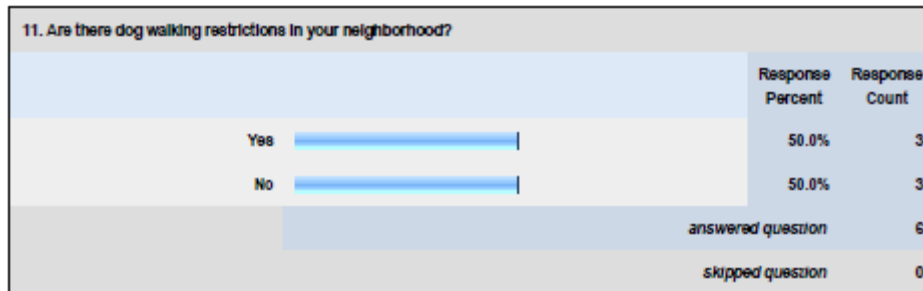 11. Are there dog walking restrictions in your neighborhood?
Response Percent Response Count
Yes 50.0% 3
No 50.0% 3
answered question 6
skipped question 0